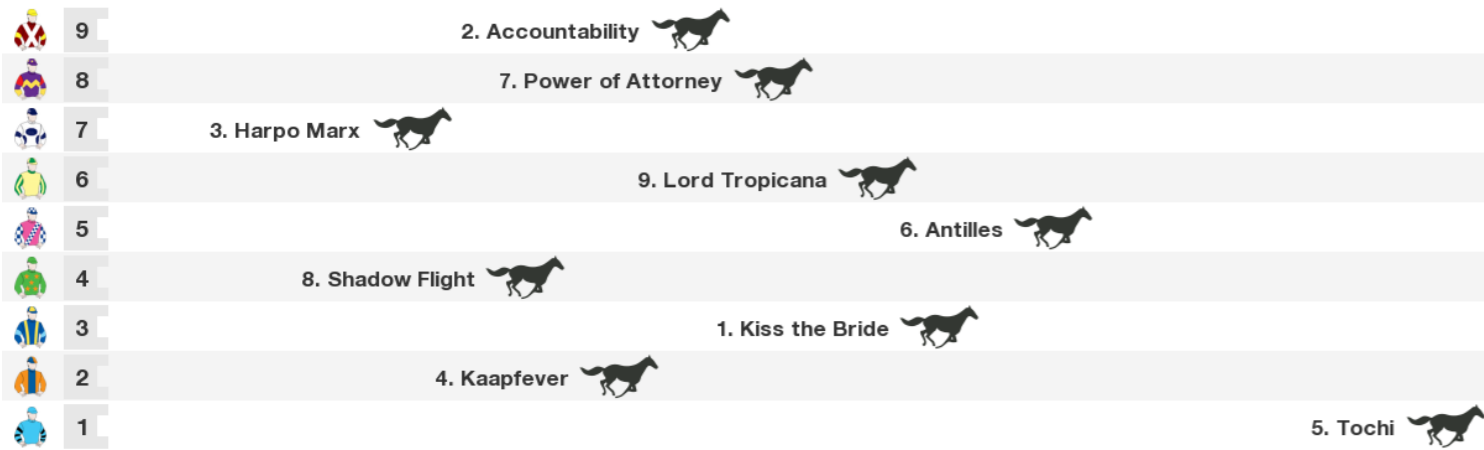 9 2. Accountability
8 7. Power of Attorney
7 3. Harpo Marx
6 9. Lord Tropicana
5 6. Antilles
4 8. Shadow Flight
3 1. Kiss the Bride
2 4. Kaapfever
1 5. Tochi